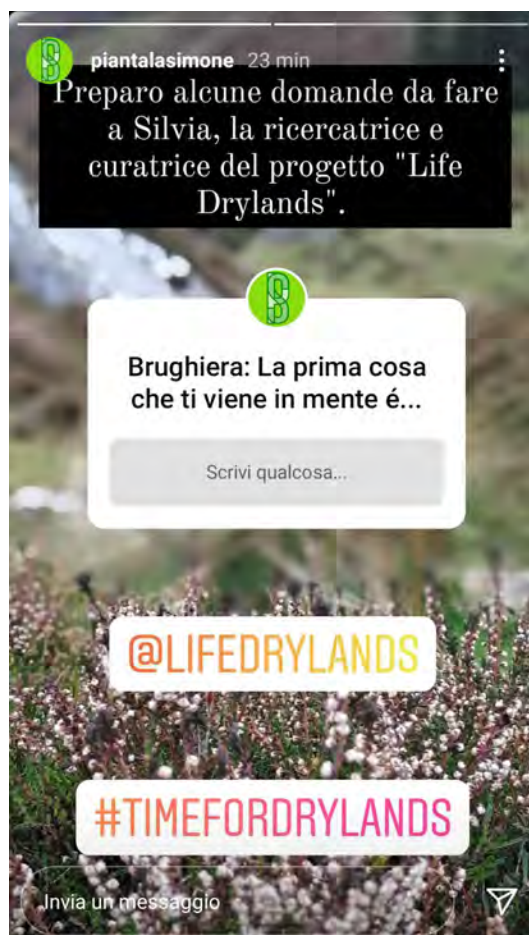 piantalasimone 23 min
Preparo alcune domande da fare
a Silvia, la ricercatrice e
curatrice del progetto "Life
Drylands".
Brughiera: La prima cosa
che ti viene in mente é...
Scrivi qualcosa...
@LIFEDRYLANDS
#TIMEFORDRYLANDS
Invia un messaggio